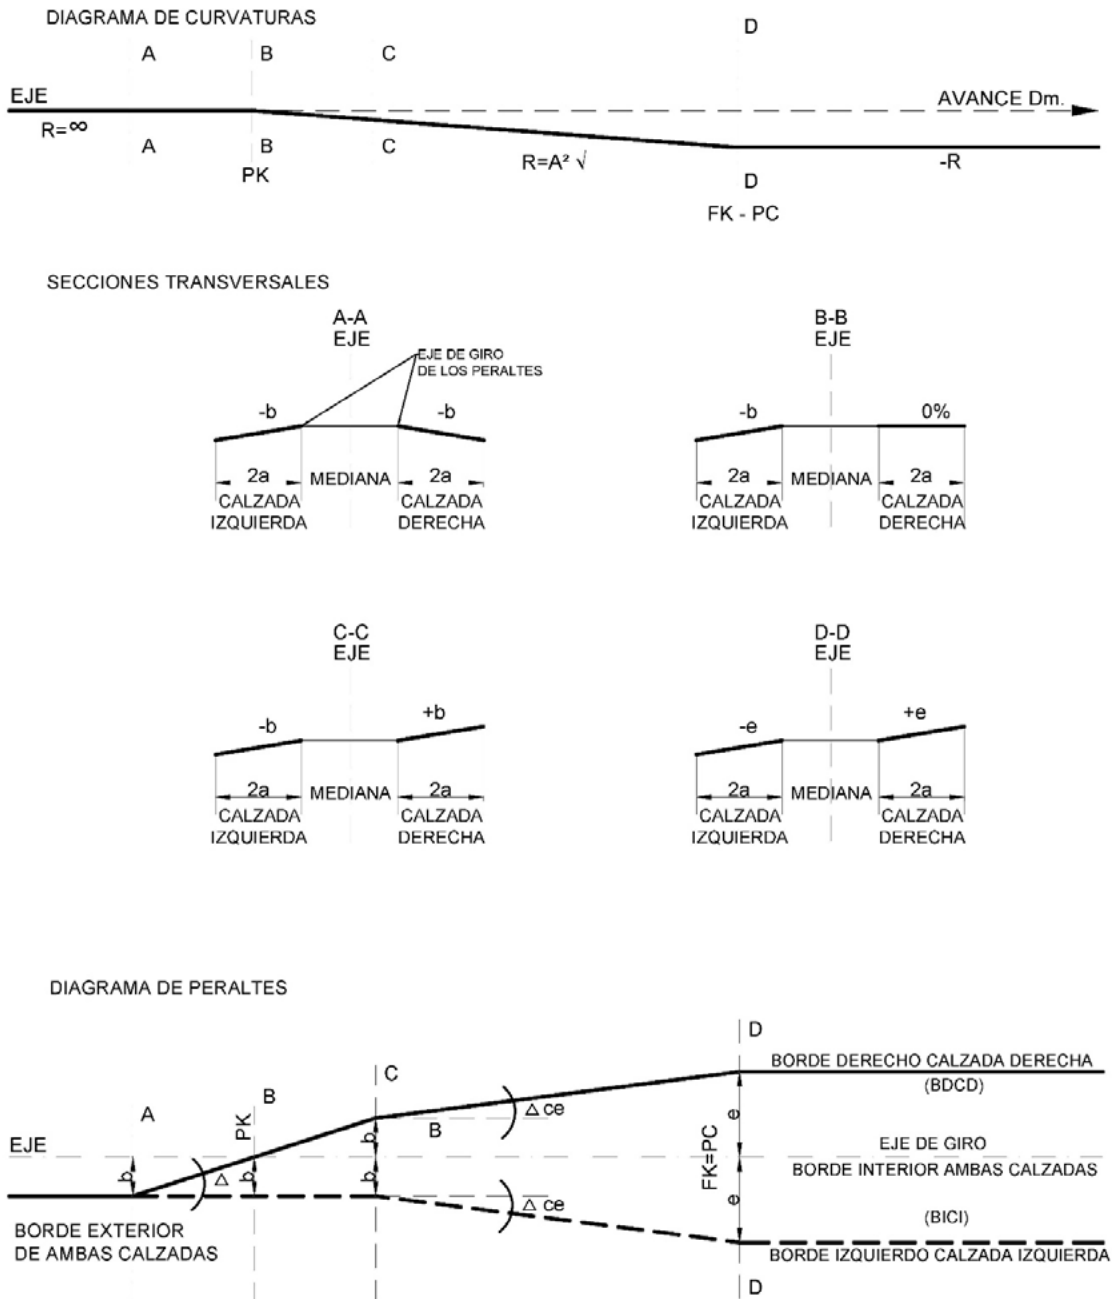 DIAGRAMA DE CURVATURAS
A B C D
EJE
AVANCE Dm.
R=∞
A B C
PK
R=A² √
D
-R
FK - PC
SECCIONES TRANSVERSALES
A-A
EJE
EJE DE GIRO
DE LOS PERALTES
-b -b
2a MEDIANA 2a
CALZADA CALZADA
IZQUIERDA DERECHA
B-B
EJE
-b 0%
2a MEDIANA 2a
CALZADA CALZADA
IZQUIERDA DERECHA
C-C
EJE
-b +b
2a MEDIANA 2a
CALZADA CALZADA
IZQUIERDA DERECHA
D-D
EJE
-e +e
2a MEDIANA 2a
CALZADA CALZADA
IZQUIERDA DERECHA
DIAGRAMA DE PERALTES
D
C
B
A
PK
BORDE DERECHO CALZADA DERECHA
(BDCD)
△ ce
e
b
B
EJE
EJE DE GIRO
FK=PC
BORDE INTERIOR AMBAS CALZADAS
b △ b b
△ ce
e
(BICI)
BORDE EXTERIOR
DE AMBAS CALZADAS
BORDE IZQUIERDO CALZADA IZQUIERDA
D